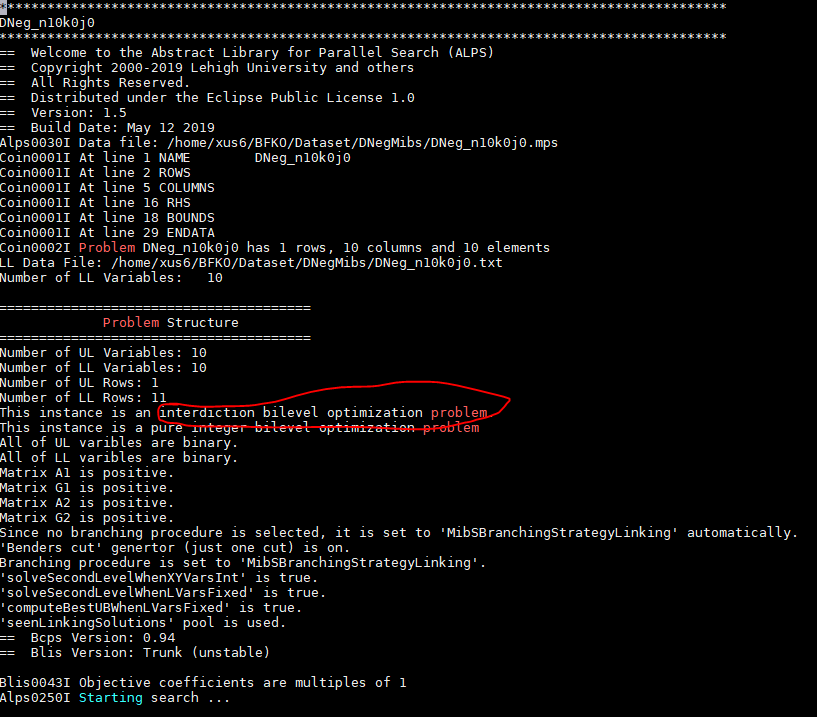 *******************************************************************************************
DNeg_n10k0j0
*******************************************************************************************
==  Welcome to the Abstract Library for Parallel Search (ALPS)
==  Copyright 2000-2019 Lehigh University and others
==  All Rights Reserved.
==  Distributed under the Eclipse Public License 1.0
==  Version: 1.5
==  Build Date: May 12 2019
Alps0030I Data file: /home/xus6/BFKO/Dataset/DNegMibs/DNeg_n10k0j0.mps
Coin0001I At line 1 NAME        DNeg_n10k0j0
Coin0001I At line 2 ROWS
Coin0001I At line 5 COLUMNS
Coin0001I At line 16 RHS
Coin0001I At line 18 BOUNDS
Coin0001I At line 29 ENDATA
Coin0002I Problem DNeg_n10k0j0 has 1 rows, 10 columns and 10 elements
LL Data File: /home/xus6/BFKO/Dataset/DNegMibs/DNeg_n10k0j0.txt
Number of LL Variables:   10
=======================================
Problem Structure
=======================================
Number of UL Variables: 10
Number of LL Variables: 10
Number of UL Rows: 1
Number of LL Rows: 11
This instance is an interdiction bilevel optimization problem.
This instance is a pure integer bilevel optimization problem
All of UL varibles are binary.
All of LL varibles are binary.
Matrix A1 is positive.
Matrix G1 is positive.
Matrix A2 is positive.
Matrix G2 is positive.
Since no branching procedure is selected, it is set to 'MibSBranchingStrategyLinking' automatically.
'Benders cut' genertor (just one cut) is on.
Branching procedure is set to 'MibSBranchingStrategyLinking'.
'solveSecondLevelWhenXYVarsInt' is true.
'solveSecondLevelWhenLVarsFixed' is true.
'computeBestUBWhenLVarsFixed' is true.
'seenLinkingSolutions' pool is used.
==  Bcps Version: 0.94
==  Blis Version: Trunk (unstable)
Blis0043I Objective coefficients are multiples of 1
Alps0250I Starting search ...